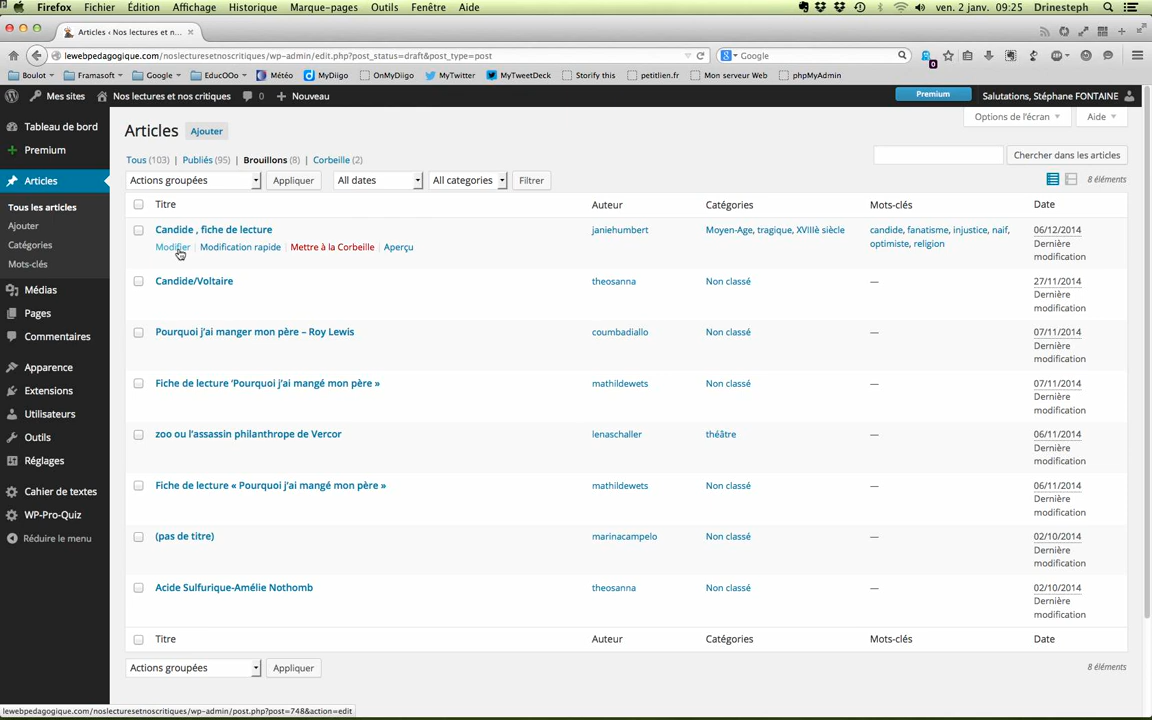 Firefox Fichier Édition Affichage Historique Marque-pages Outils Fenêtre Aide ven. 2 janv. 09:25 Drinesteph
Articles ‹ Nos lectures et n...
lewebpedagogique.com/noslecturesetnoscritiques/wp-admin/edit.php?post_status=draft&post_type=post Google 0
Boulot Framasoft Google EducOOo Météo MyDiigo OnMyDiigo MyTwitter MyTweetDeck Storify this petitlien.fr Mon serveur Web phpMyAdmin
Mes sites Nos lectures et nos critiques 0 Nouveau Premium Salutations, Stéphane FONTAINE
Options de l'écran Aide
Tableau de bord
Premium
Articles
Tous les articles
Ajouter
Catégories
Mots-clés
Médias
Pages
Commentaires
Apparence
Extensions
Utilisateurs
Outils
Réglages
Cahier de textes
WP-Pro-Quiz
Réduire le menu
Articles Ajouter
Tous (103) | Publiés (95) | Brouillons (8) | Corbeille (2)
Chercher dans les articles
Actions groupées Appliquer All dates All categories Filtrer 8 éléments
Titre Auteur Catégories Mots-clés Date
Candide , fiche de lecture janiehumbert Moyen-Age, tragique, XVIIIè siècle candide, fanatisme, injustice, naif, 06/12/2014
Modifier | Modification rapide | Mettre à la Corbeille | Aperçu optimiste, religion Dernière
modification
Candide/Voltaire theosanna Non classé — 27/11/2014
Dernière
modification
Pourquoi j'ai manger mon père – Roy Lewis coumbadiallo Non classé — 07/11/2014
Dernière
modification
Fiche de lecture 'Pourquoi j'ai mangé mon père » mathildewets Non classé — 07/11/2014
Dernière
modification
zoo ou l'assassin philanthrope de Vercor lenaschaller théâtre — 06/11/2014
Dernière
modification
Fiche de lecture « Pourquoi j'ai mangé mon père » mathildewets Non classé — 06/11/2014
Dernière
modification
(pas de titre) marinacampelo Non classé — 02/10/2014
Dernière
modification
Acide Sulfurique-Amélie Nothomb theosanna Non classé — 02/10/2014
Dernière
modification
Titre Auteur Catégories Mots-clés Date
Actions groupées Appliquer 8 éléments
lewebpedagogique.com/noslecturesetnoscritiques/wp-admin/post.php?post=748&action=edit